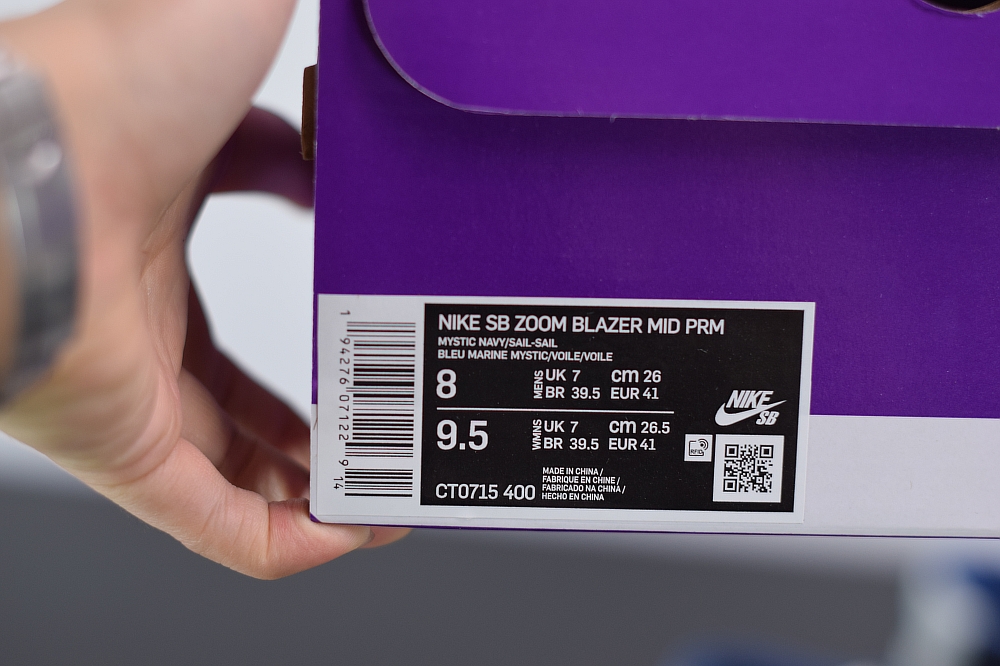 NIKE SB ZOOM BLAZER MID PRM
MYSTIC NAVY/SAIL-SAIL
BLEU MARINE MYSTIC/VOILE/VOILE
8 MENS UK 7 cm 26
BR 39.5 EUR 41
9.5 WMNS UK 7 cm 26.5
BR 39.5 EUR 41
CT0715 400
MADE IN CHINA /
FABRIQUE EN CHINE /
FABRICADO NA CHINA /
HECHO EN CHINA
NIKE
SB
RFID
1 94276 07122 9 14